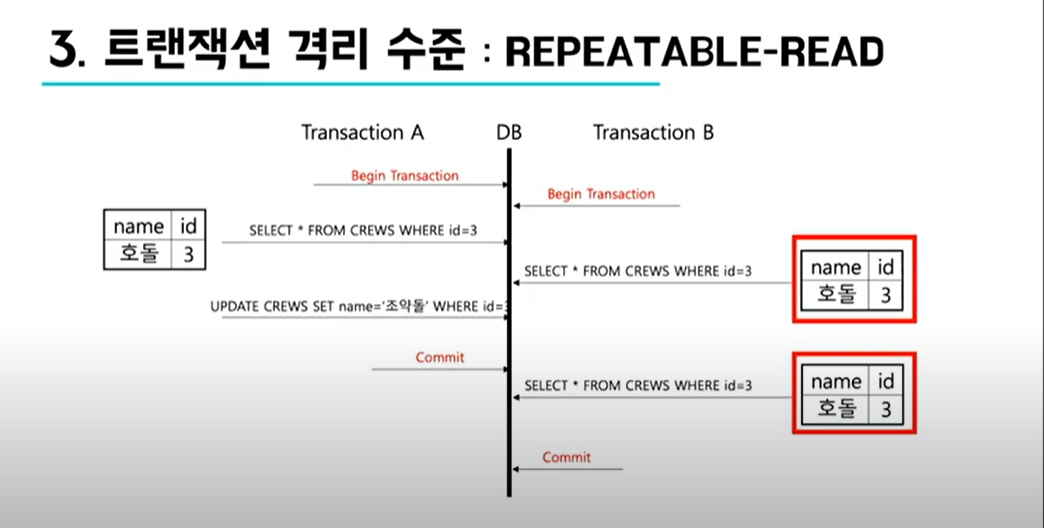 3. 트랜잭션 격리 수준 : REPEATABLE-READ
Transaction A
DB
Transaction B
Begin Transaction
Begin Transaction
name id
호돌 3
SELECT * FROM CREWS WHERE id=3
SELECT * FROM CREWS WHERE id=3
name id
호돌 3
UPDATE CREWS SET name='조약돌' WHERE id=3
Commit
SELECT * FROM CREWS WHERE id=3
name id
호돌 3
Commit